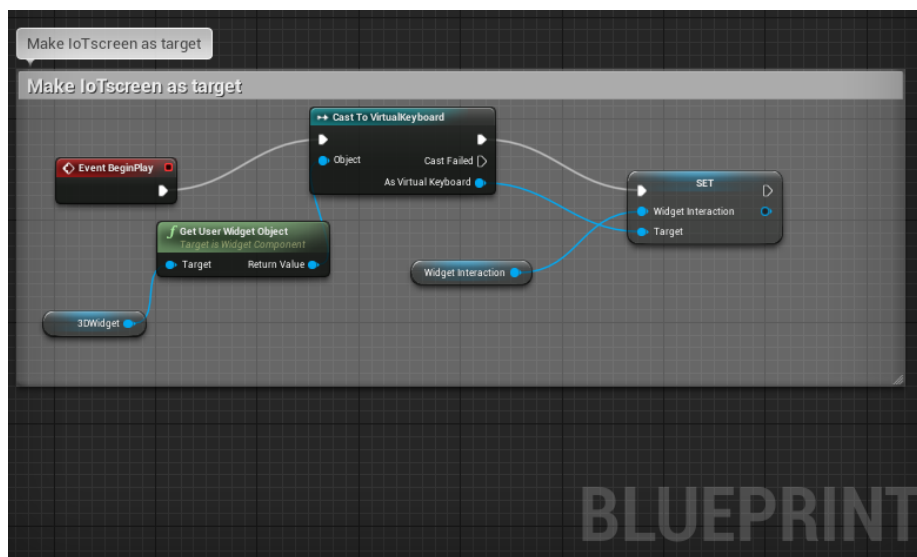 Make IoTscreen as target
Make IoTscreen as target
Cast To VirtualKeyboard
Object
Cast Failed
As Virtual Keyboard
Event BeginPlay
SET
Widget Interaction
Target
f Get User Widget Object
Target is Widget Component
Target
Return Value
Widget Interaction
3DWidget
BLUEPRINT